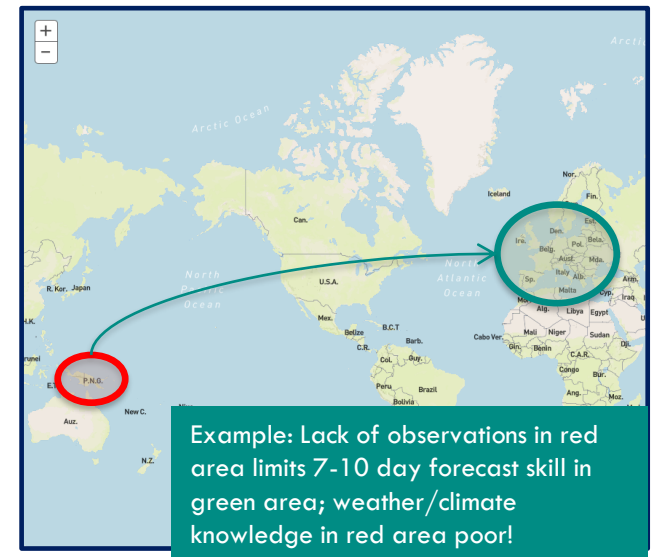 +
−
Arctic
Arctic Ocean
Nor.
Fin.
Iceland
Est.
Can.
Den.
Ire.
Bela.
Pol.
Belg.
Aust.
Mda.
North
Pacific
Ocean
North
Atlantic
Ocean
Italy
Alb.
Sp.
Arm.
R. Kor.
Japan
U.S.A.
Malta
Cyp.
Iraq
Mor.
Alg.
Libya
Egypt
H.K.
Mex.
Belize
B.C.T
Barb.
Cabo Ver.
Mali
Niger
Sudan
Dji.
C.R.
Gin.
Benin
C.A.R.
Col.
Guy.
Congo
Bur.
E.T.
P.N.G.
Peru
Brazil
Ang.
Moz.
Bolivia
Auz.
New C.
N.Z.
Example: Lack of observations in red
area limits 7-10 day forecast skill in
green area; weather/climate
knowledge in red area poor!